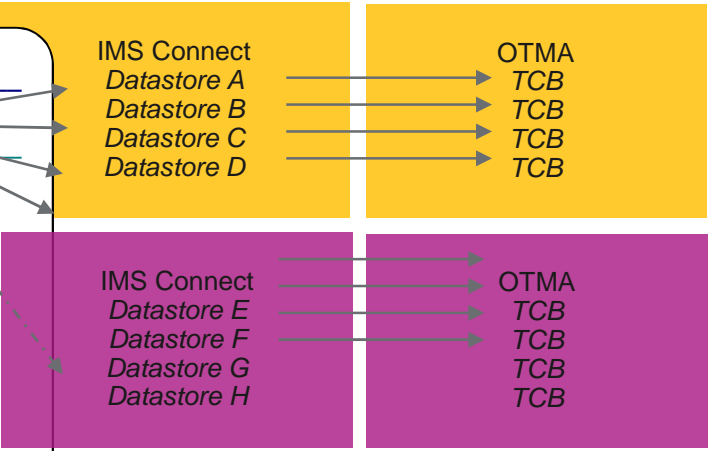 IMS Connect
Datastore A
Datastore B
Datastore C
Datastore D
OTMA
TCB
TCB
TCB
TCB
IMS Connect
Datastore E
Datastore F
Datastore G
Datastore H
OTMA
TCB
TCB
TCB
TCB